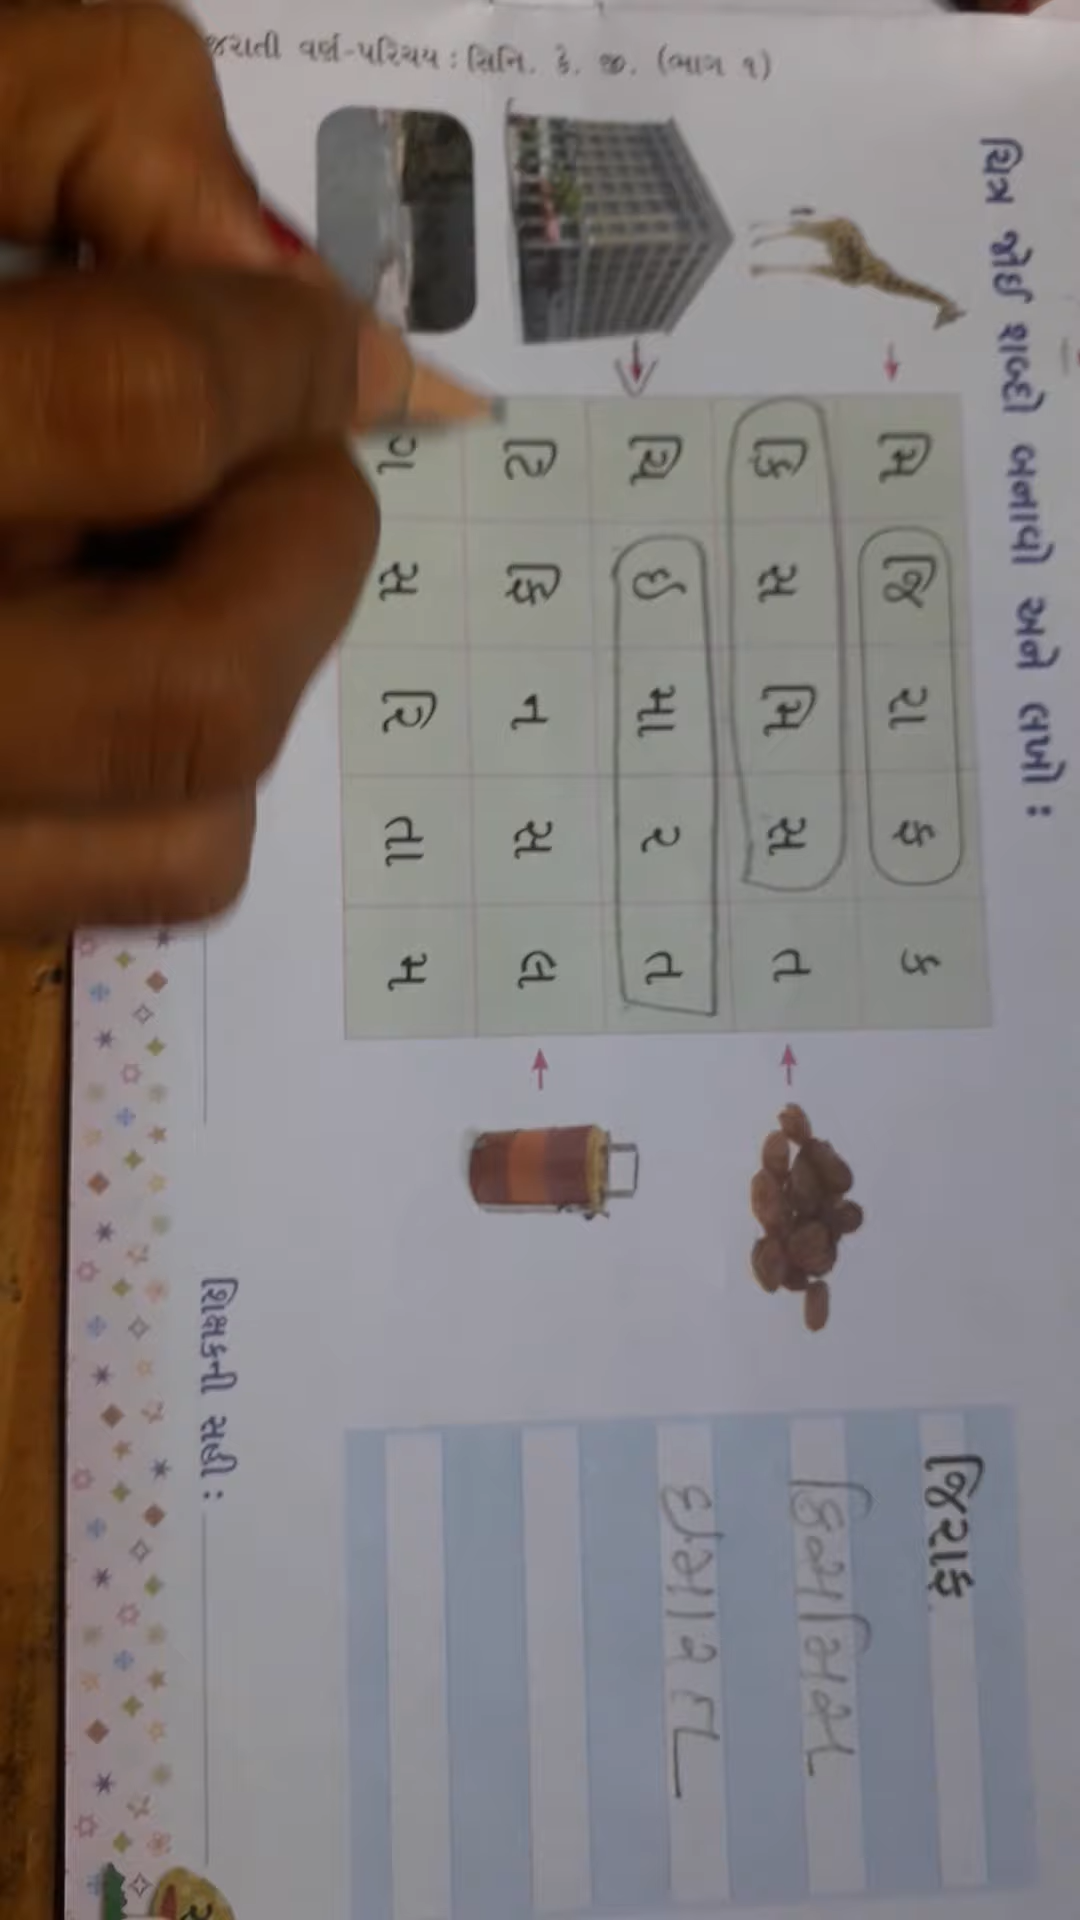 જરાતી વર્ણ-પરિચય : સિનિ. કે. જી. (ભાગ ૧)
ચિત્ર જોઈ શબ્દો બનાવો અને લખો :
મિ જિ રા ફ ક
કિ સ મિ સ ત
ચિ ઇ મા ર ત
ટિ ફિ ન સ લ
ગ સ રિ તા મ
જિરાફ
કિસમિસ
ઇમારત
શિક્ષકની સહી :